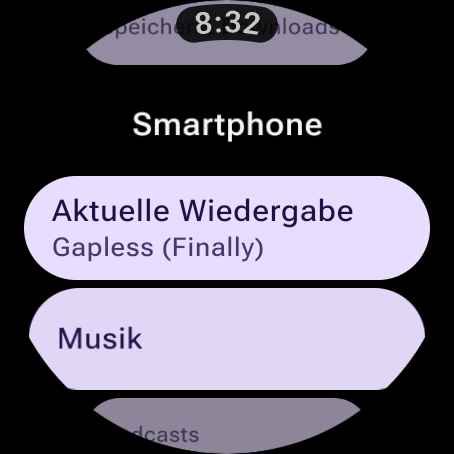 8:32
Smartphone
Aktuelle Wiedergabe
Gapless (Finally)
Musik